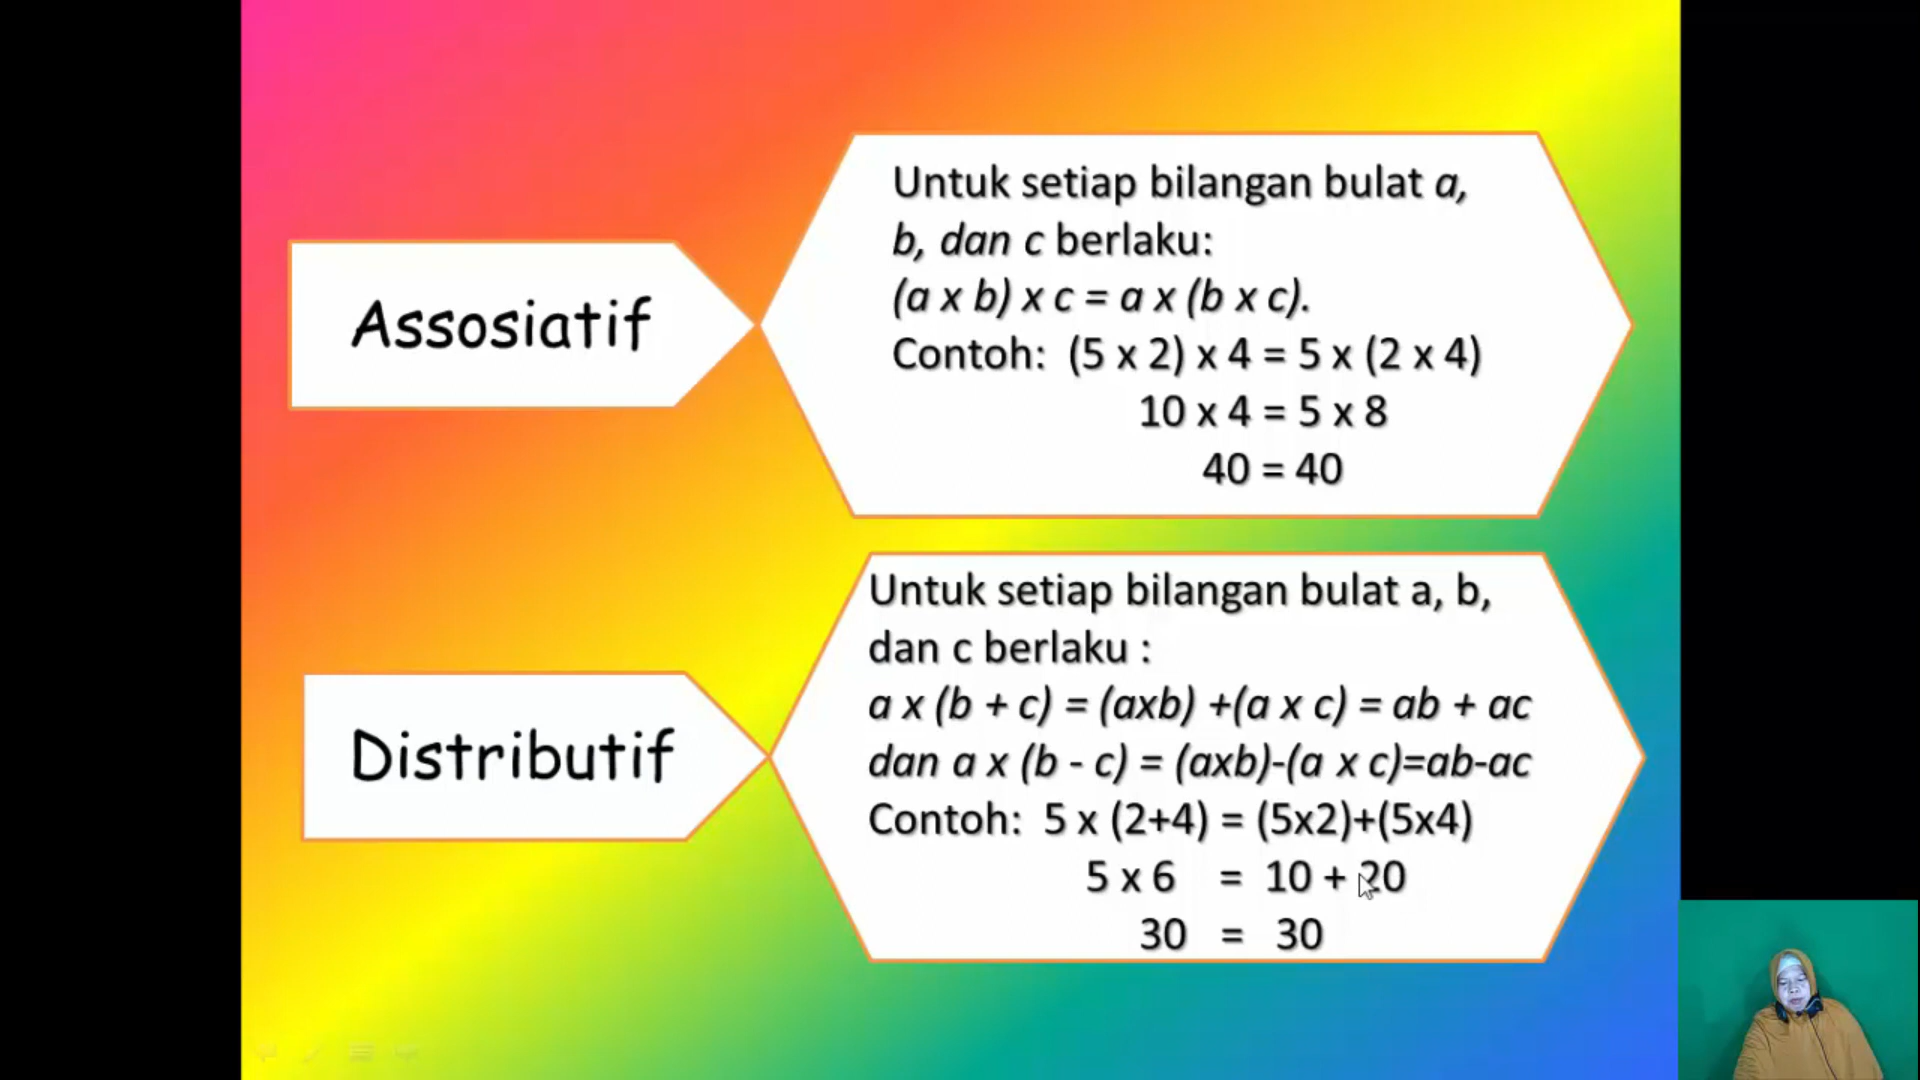 Assosiatif
Untuk setiap bilangan bulat a,
b, dan c berlaku:
(a x b) x c = a x (b x c).
Contoh: (5 x 2) x 4 = 5 x (2 x 4)
10 x 4 = 5 x 8
40 = 40
Distributif
Untuk setiap bilangan bulat a, b,
dan c berlaku :
a x (b + c) = (axb) +(a x c) = ab + ac
dan a x (b - c) = (axb)-(a x c)=ab-ac
Contoh: 5 x (2+4) = (5x2)+(5x4)
5 x 6 = 10 + 20
30 = 30